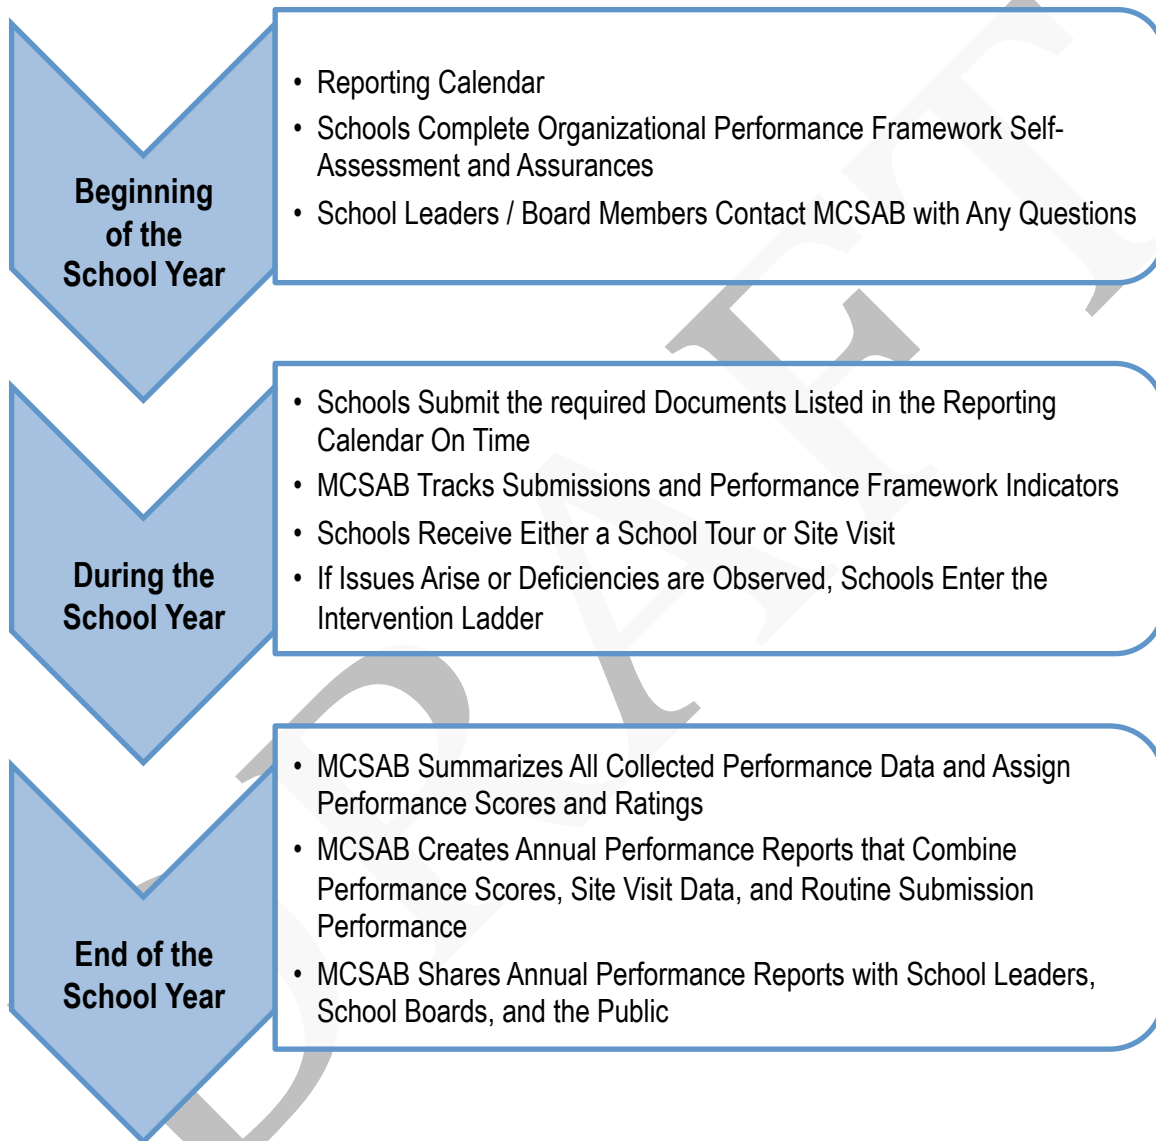 Beginning
of the
School Year
• Reporting Calendar
• Schools Complete Organizational Performance Framework Self-
Assessment and Assurances
• School Leaders / Board Members Contact MCSAB with Any Questions
During the
School Year
• Schools Submit the required Documents Listed in the Reporting
Calendar On Time
• MCSAB Tracks Submissions and Performance Framework Indicators
• Schools Receive Either a School Tour or Site Visit
• If Issues Arise or Deficiencies are Observed, Schools Enter the
Intervention Ladder
End of the
School Year
• MCSAB Summarizes All Collected Performance Data and Assign
Performance Scores and Ratings
• MCSAB Creates Annual Performance Reports that Combine
Performance Scores, Site Visit Data, and Routine Submission
Performance
• MCSAB Shares Annual Performance Reports with School Leaders,
School Boards, and the Public
DRAFT